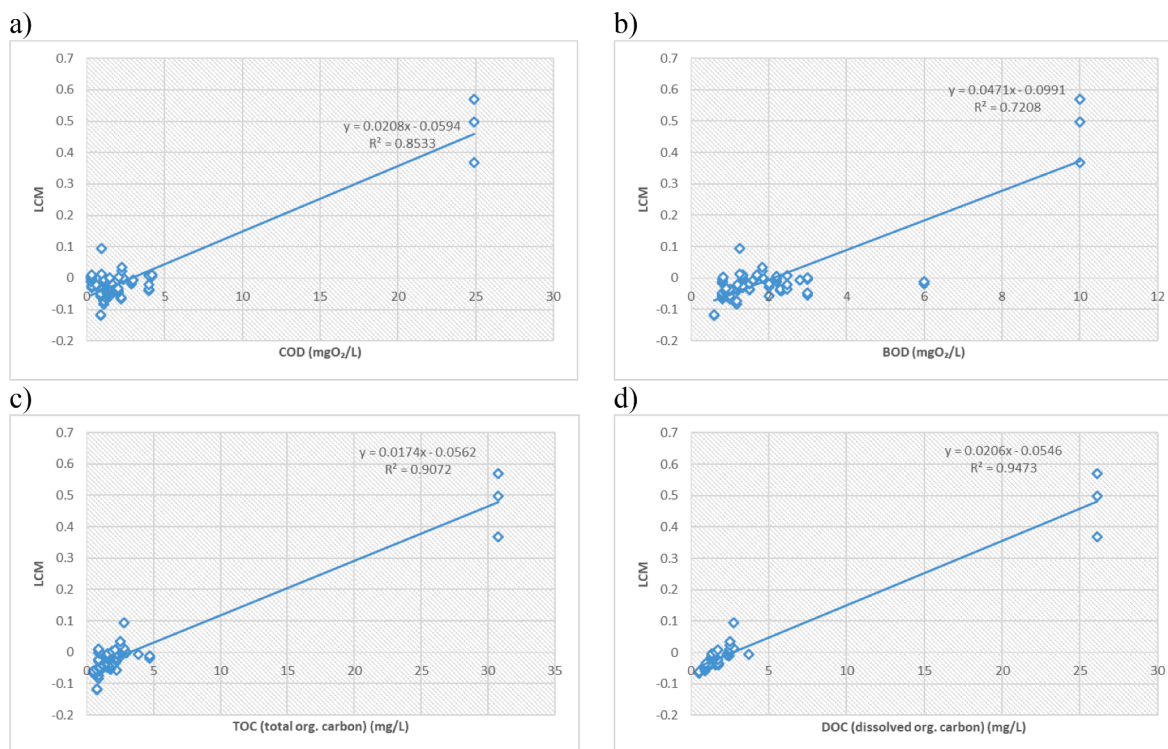 a)
0.7
0.6
0.5
0.4
0.3
0.2
0.1
0
-0.1
-0.2
LCM
y = 0.0208x - 0.0594
R² = 0.8533
0 5 10 15 20 25 30
COD (mgO₂/L)
b)
0.7
0.6
0.5
0.4
0.3
0.2
0.1
0
-0.1
-0.2
LCM
y = 0.0471x - 0.0991
R² = 0.7208
0 2 4 6 8 10 12
BOD (mgO₂/L)
c)
0.7
0.6
0.5
0.4
0.3
0.2
0.1
0
-0.1
-0.2
LCM
y = 0.0174x - 0.0562
R² = 0.9072
0 5 10 15 20 25 30 35
TOC (total org. carbon) (mg/L)
d)
0.7
0.6
0.5
0.4
0.3
0.2
0.1
0
-0.1
-0.2
LCM
y = 0.0206x - 0.0546
R² = 0.9473
0 5 10 15 20 25 30
DOC (dissolved org. carbon) (mg/L)